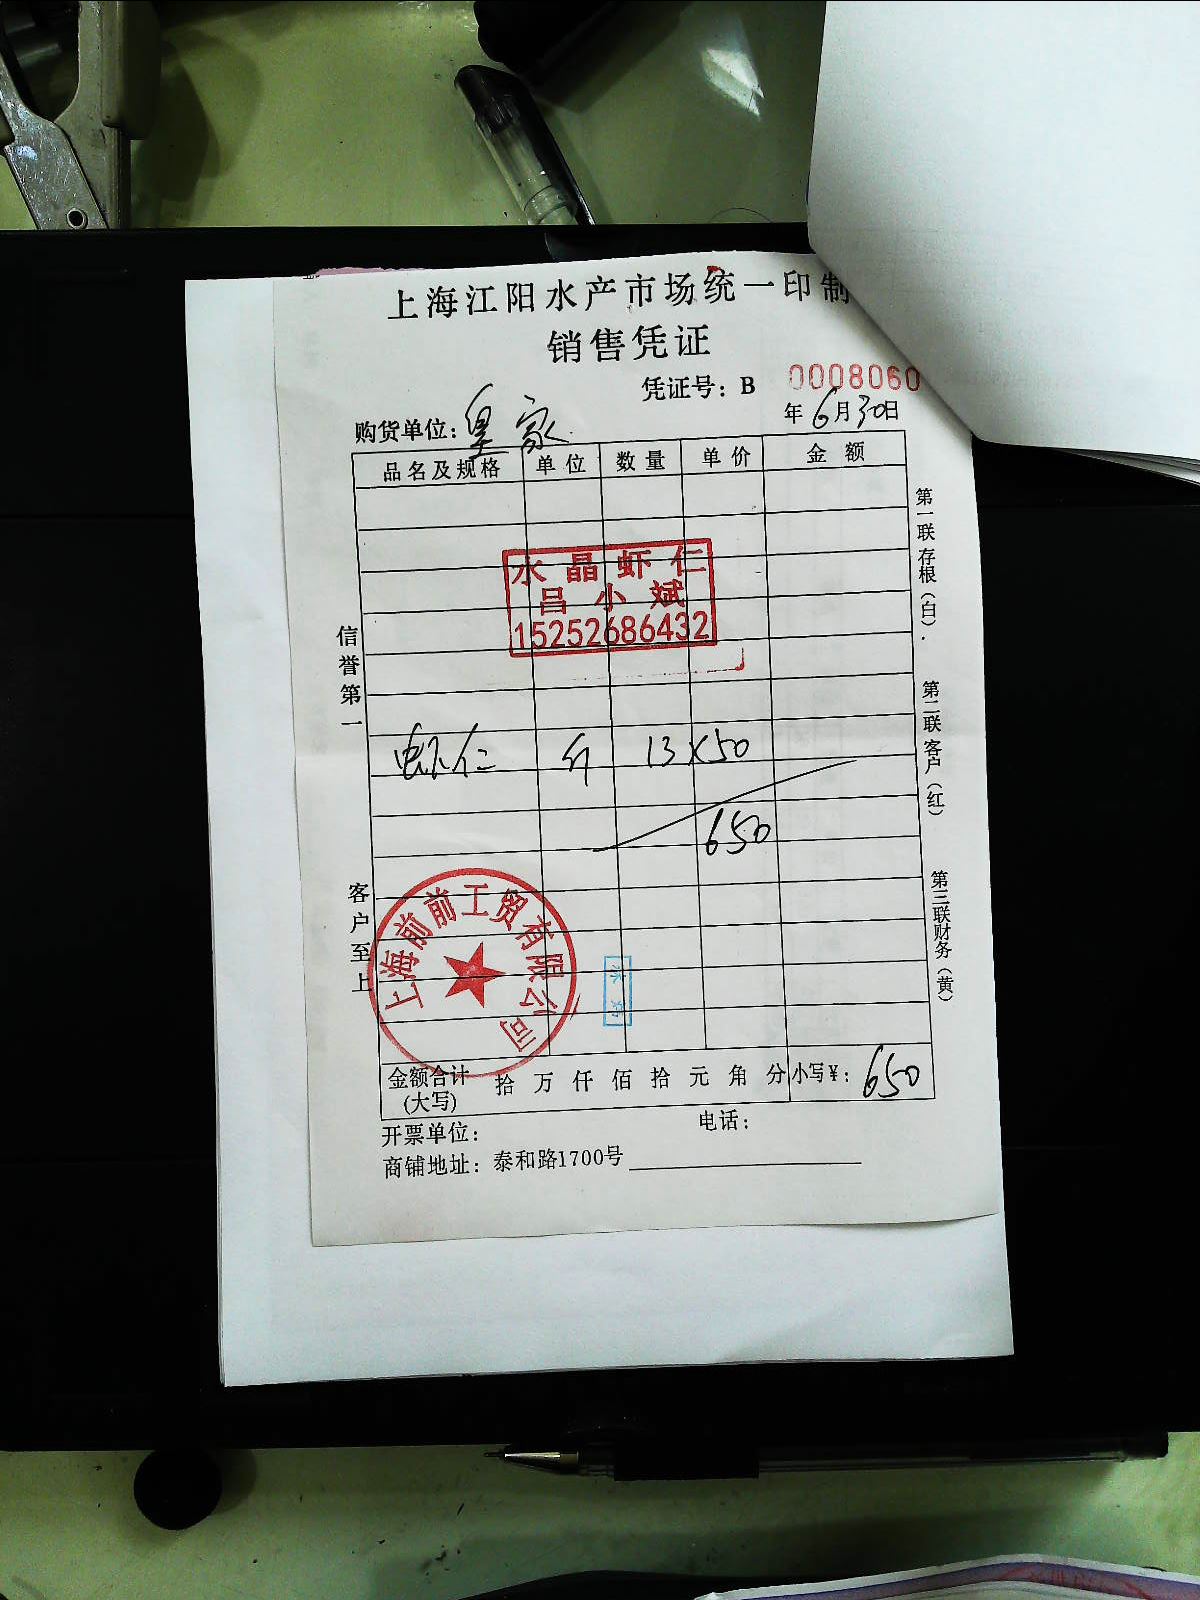 上海江阳水产市场统一印制
销售凭证
凭证号：B 0008060
年6月30日
购货单位：皇家
品名及规格 单位 数量 单价 金额
水晶虾仁
吕小斌
15252686432
虾仁 斤 13×50
650
信誉第一
客户至上
第一联存根（白）.
第二联客户（红）
第三联财务（黄）
上海前前工贸有限公司
金额合计(大写) 拾万仟佰拾元角分 小写¥：650
开票单位： 电话：
商铺地址：泰和路1700号